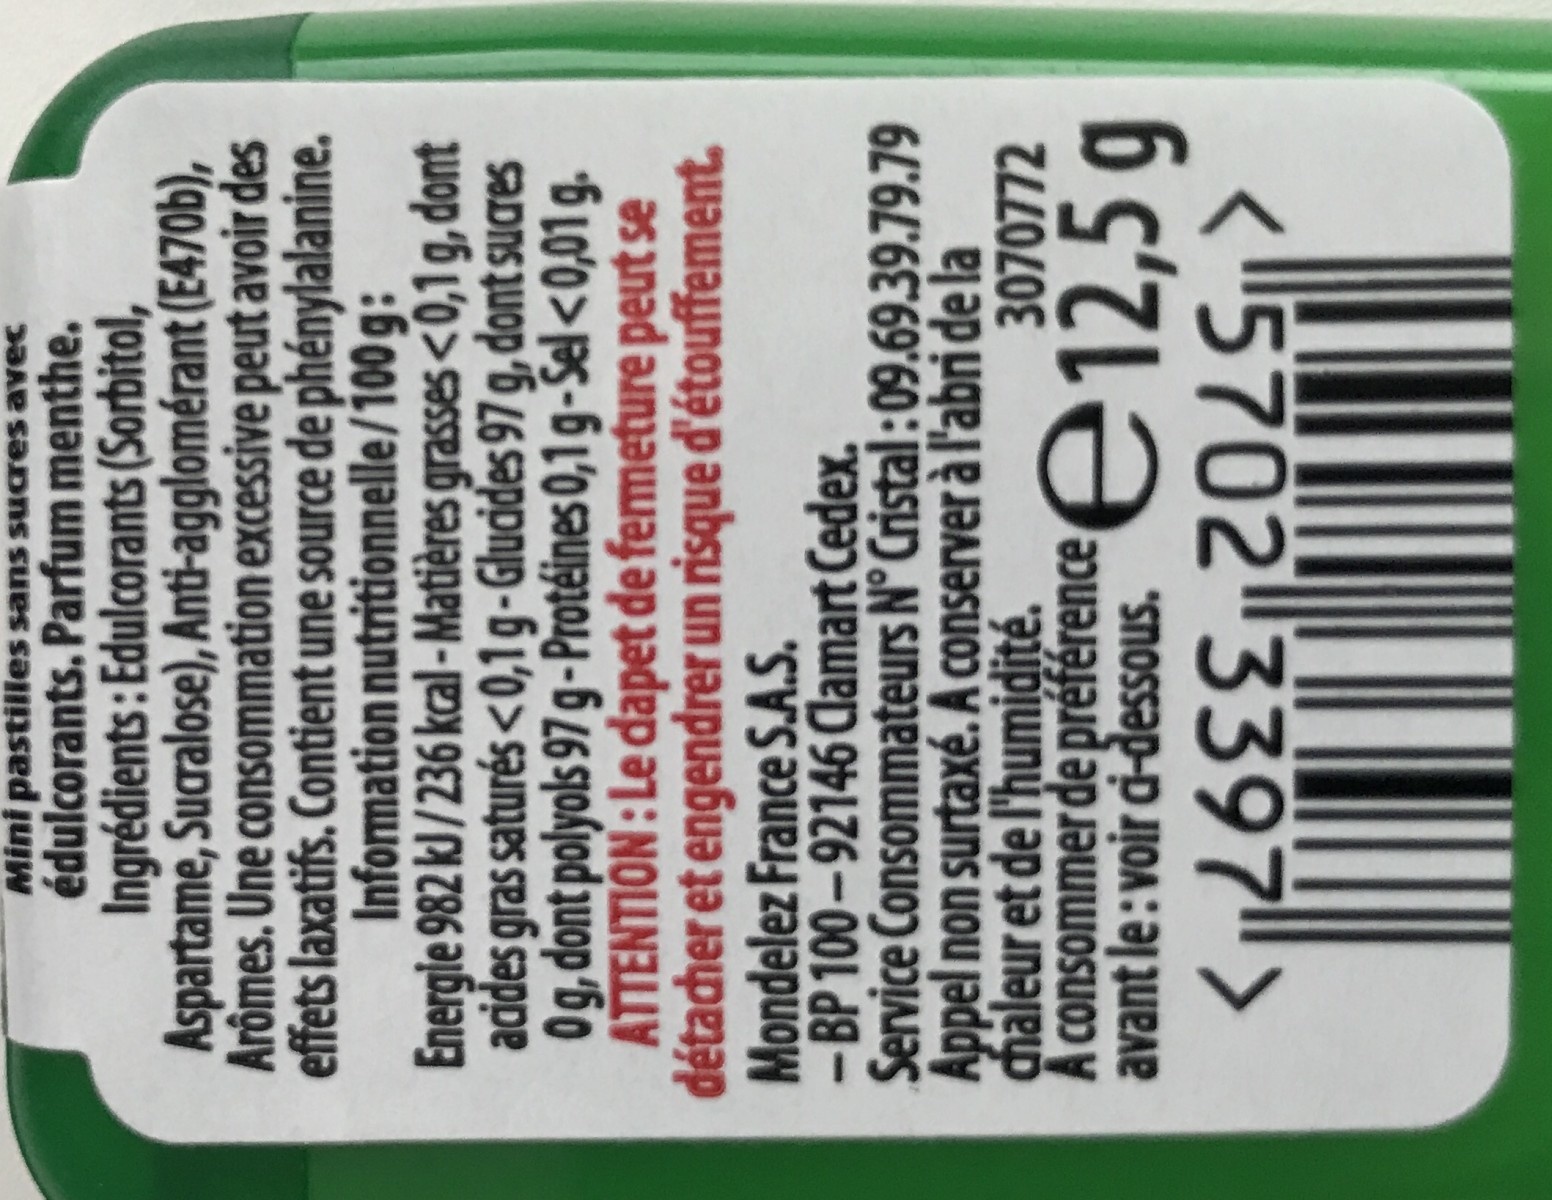 Mini pastilles sans sucres avec
édulcorants. Parfum menthe.
Ingrédients : Edulcorants (Sorbitol,
Aspartame, Sucralose), Anti-agglomérant (E470b),
Arômes. Une consommation excessive peut avoir des
effets laxatifs. Contient une source de phénylalanine.
Information nutritionnelle / 100 g :
Energie 982 kJ / 236 kcal - Matières grasses < 0,1 g, dont
acides gras saturés < 0,1 g - Glucides 97 g, dont sucres
0 g, dont polyols 97 g - Protéines 0,1 g - Sel < 0,01 g.
ATTENTION : Le clapet de fermeture peut se
détacher et engendrer un risque d'étouffement.
Mondelez France S.A.S.
– BP 100 – 92146 Clamart Cedex.
Service Consommateurs N° Cristal : 09.69.39.79.79
Appel non surtaxé. A conserver à l'abri de la
chaleur et de l'humidité. 3070772
A consommer de préférence
avant le : voir ci-dessous.
e 12,5 g
< 5702 3397 >